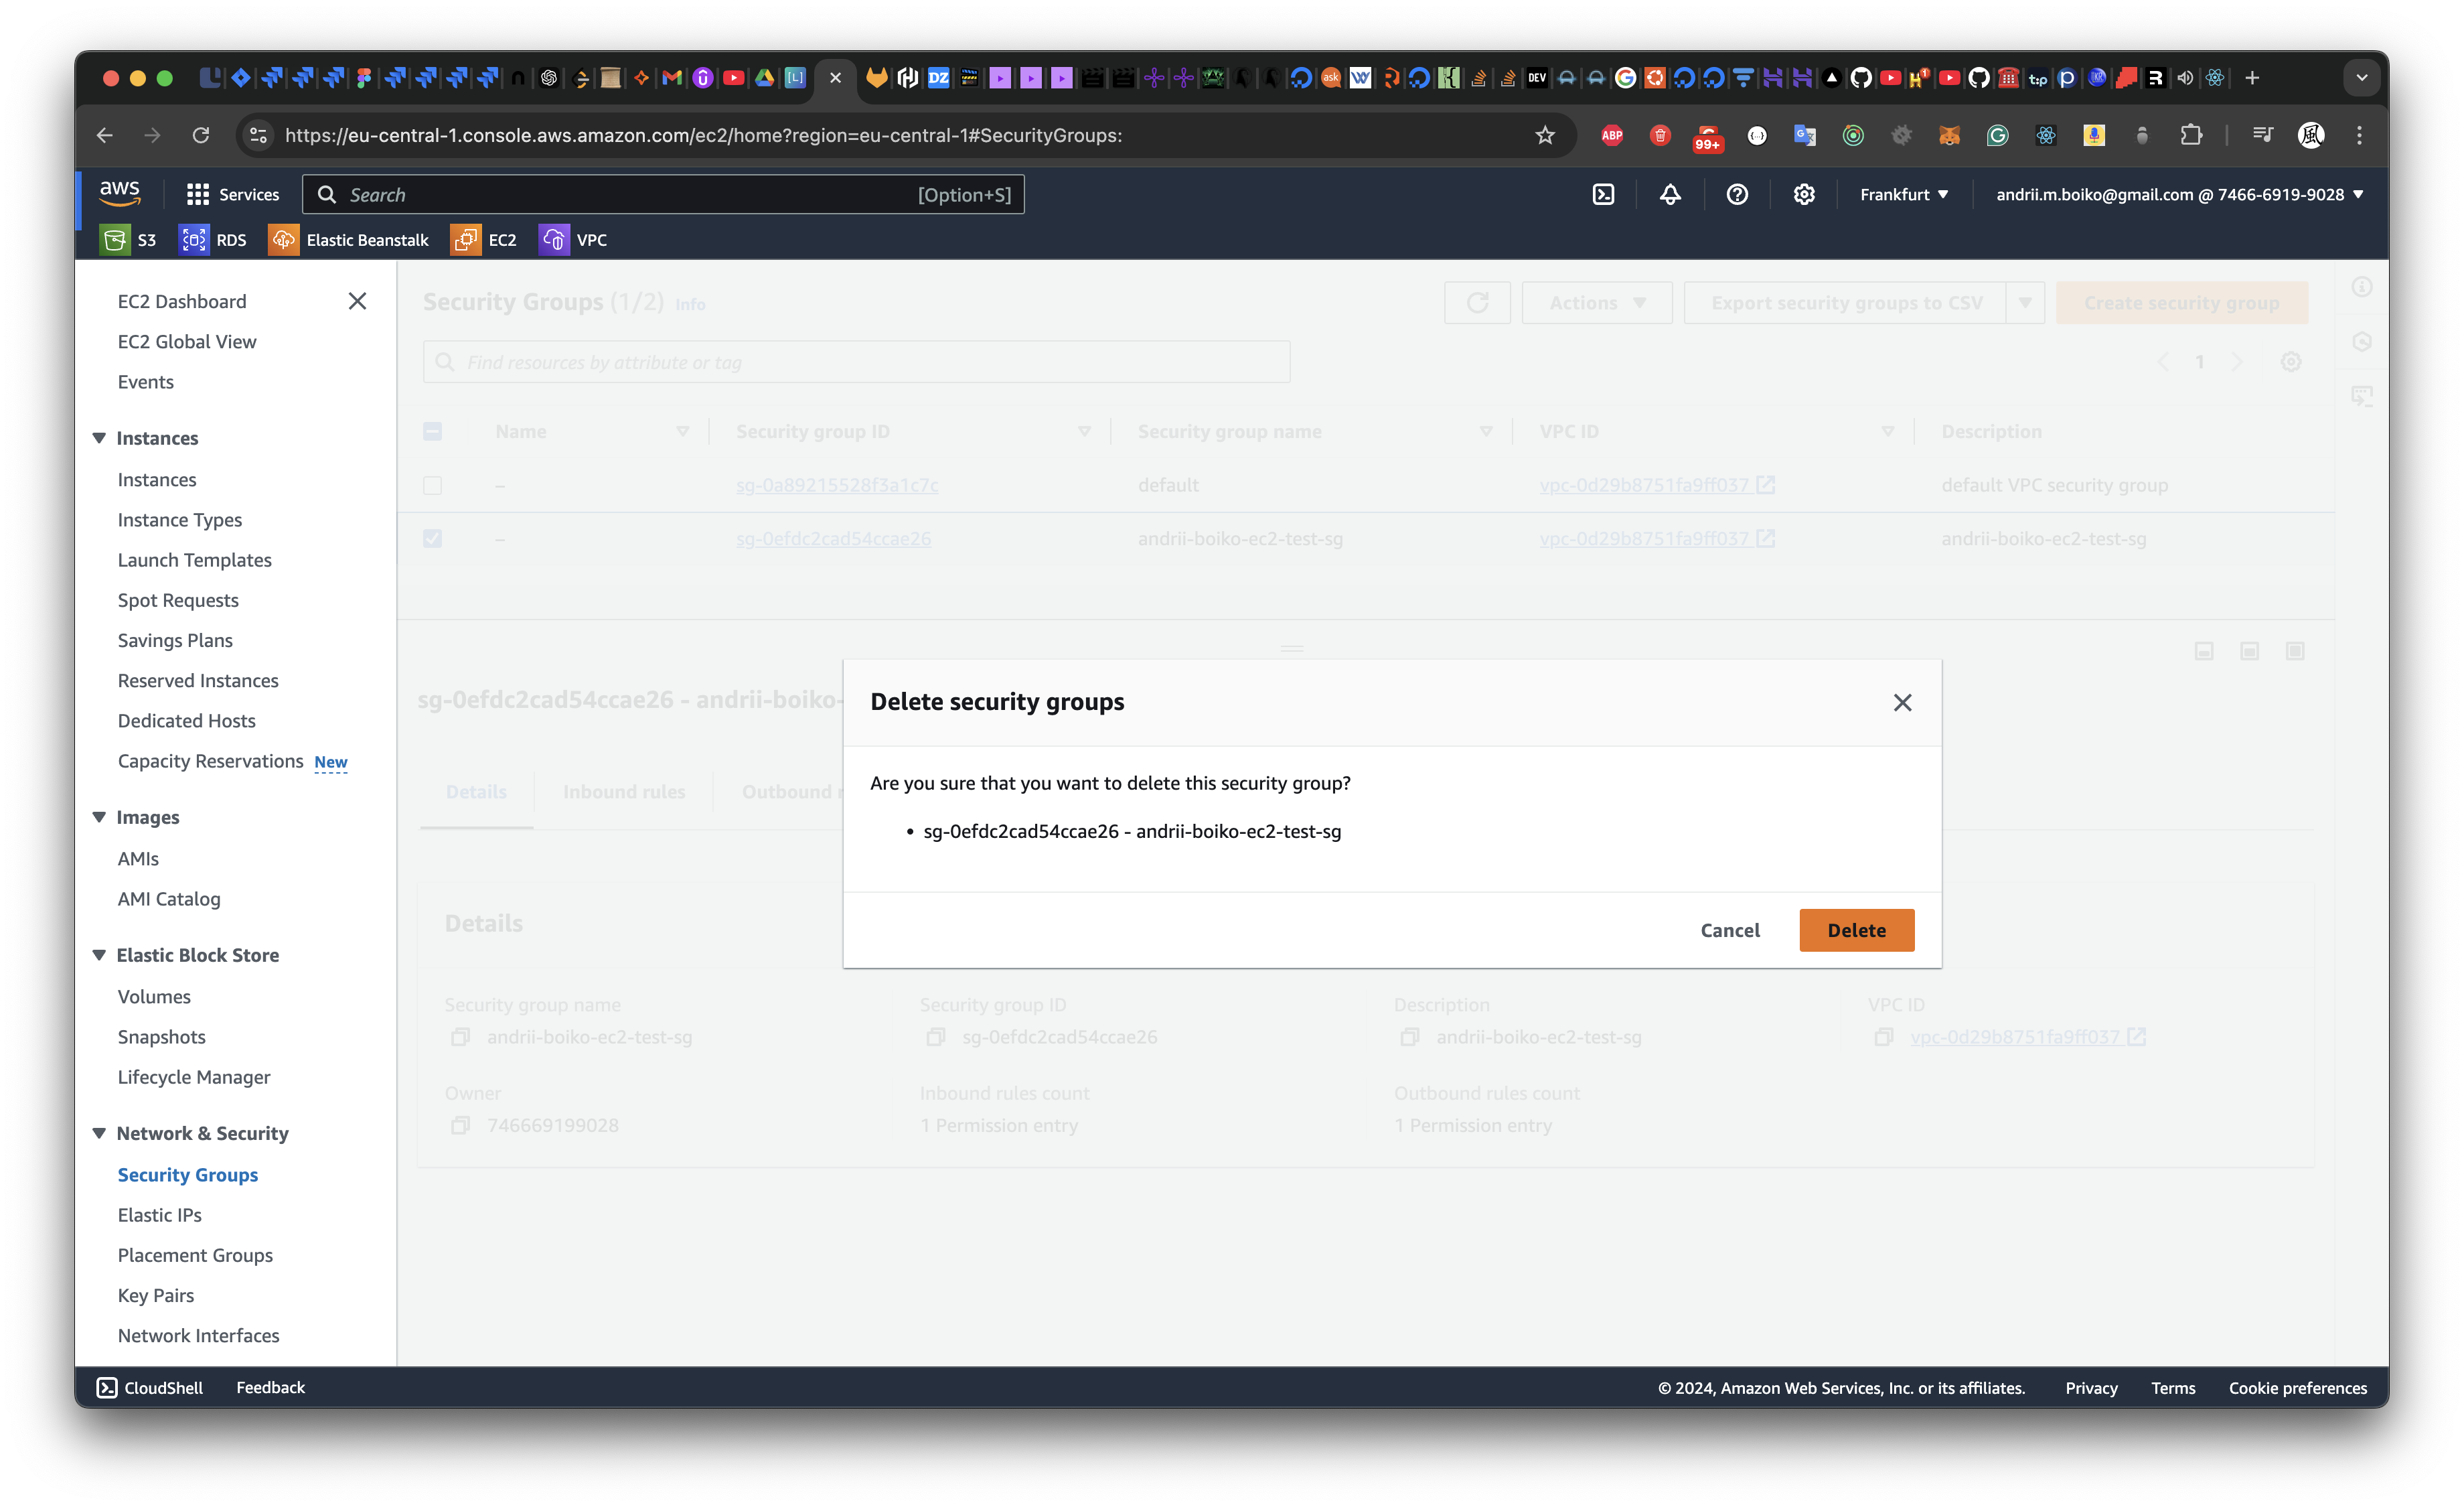 https://eu-central-1.console.aws.amazon.com/ec2/home?region=eu-central-1#SecurityGroups:
ABP
99+
aws
Services
Search
[Option+S]
Frankfurt
andrii.m.boiko@gmail.com @ 7466-6919-9028
S3
RDS
Elastic Beanstalk
EC2
VPC
EC2 Dashboard
EC2 Global View
Events
Instances
Instances
Instance Types
Launch Templates
Spot Requests
Savings Plans
Reserved Instances
Dedicated Hosts
Capacity Reservations New
Images
AMIs
AMI Catalog
Elastic Block Store
Volumes
Snapshots
Lifecycle Manager
Network & Security
Security Groups
Elastic IPs
Placement Groups
Key Pairs
Network Interfaces
Security Groups (1/2) Info
Actions
Export security groups to CSV
Create security group
Find resources by attribute or tag
1
Name
Security group ID
Security group name
VPC ID
Description
– sg-0a89215528f3a1c7c default vpc-0d29b8751fa9ff037 default VPC security group
– sg-0efdc2cad54ccae26 andrii-boiko-ec2-test-sg vpc-0d29b8751fa9ff037 andrii-boiko-ec2-test-sg
sg-0efdc2cad54ccae26 - andrii-boiko-
Details
Inbound rules
Outbound r
Delete security groups
Are you sure that you want to delete this security group?
• sg-0efdc2cad54ccae26 - andrii-boiko-ec2-test-sg
Cancel
Delete
Details
Security group name
andrii-boiko-ec2-test-sg
Security group ID
sg-0efdc2cad54ccae26
Description
andrii-boiko-ec2-test-sg
VPC ID
vpc-0d29b8751fa9ff037
Owner
746669199028
Inbound rules count
1 Permission entry
Outbound rules count
1 Permission entry
CloudShell
Feedback
© 2024, Amazon Web Services, Inc. or its affiliates.
Privacy
Terms
Cookie preferences